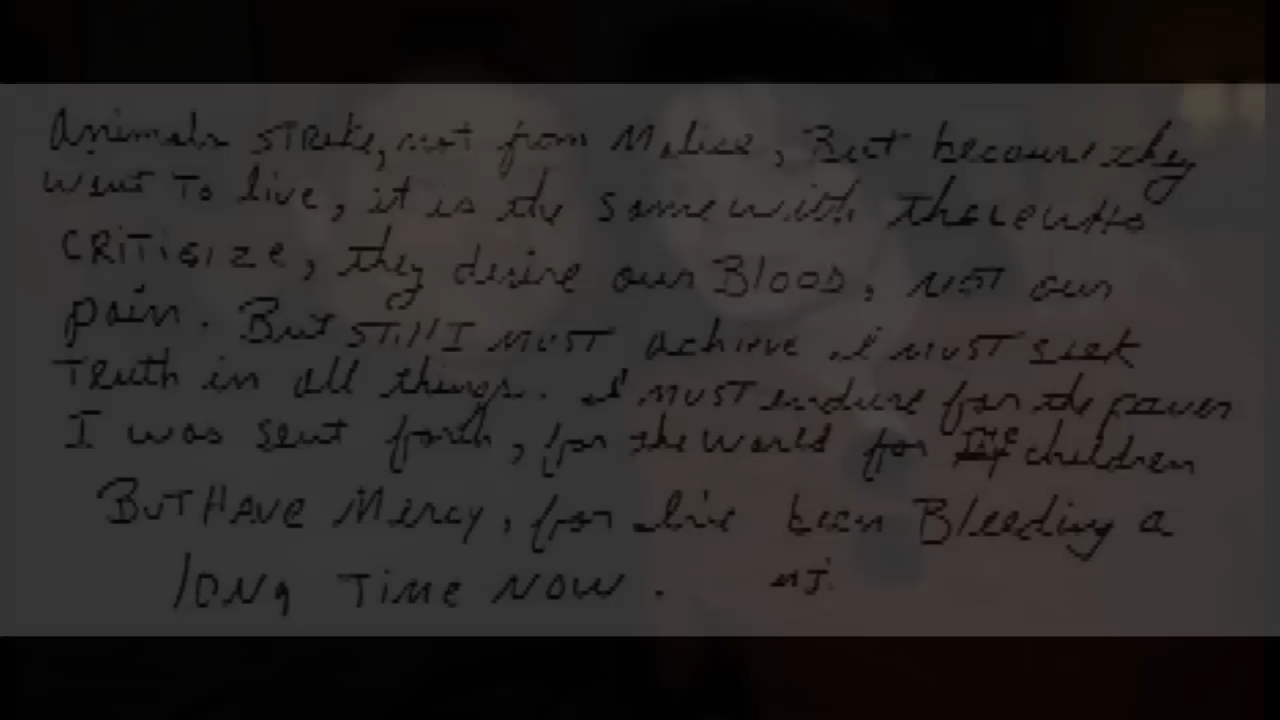 Animals STRike, not from Malice, But because they
want To live, it is the same with those who
CRiTisize, they desire our BlooD, NOT our
pain. But STill I MUST achieve I MUST seek
TRuTH in all things. I MUST endure for the power
I was sent forth, for the world for the children
BuT HAve Mercy, for I've been Bleeding a
long Time NOW. MJ.